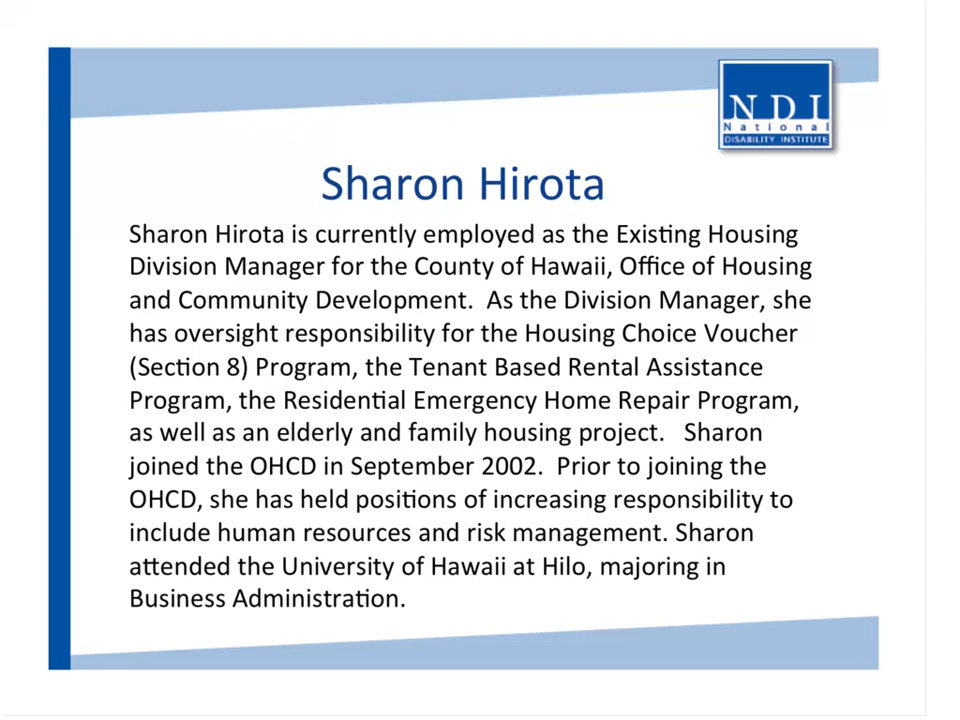 NDI
National
DISABILITY INSTITUTE
Sharon Hirota
Sharon Hirota is currently employed as the Existing Housing
Division Manager for the County of Hawaii, Office of Housing
and Community Development.  As the Division Manager, she
has oversight responsibility for the Housing Choice Voucher
(Section 8) Program, the Tenant Based Rental Assistance
Program, the Residential Emergency Home Repair Program,
as well as an elderly and family housing project.   Sharon
joined the OHCD in September 2002.  Prior to joining the
OHCD, she has held positions of increasing responsibility to
include human resources and risk management. Sharon
attended the University of Hawaii at Hilo, majoring in
Business Administration.